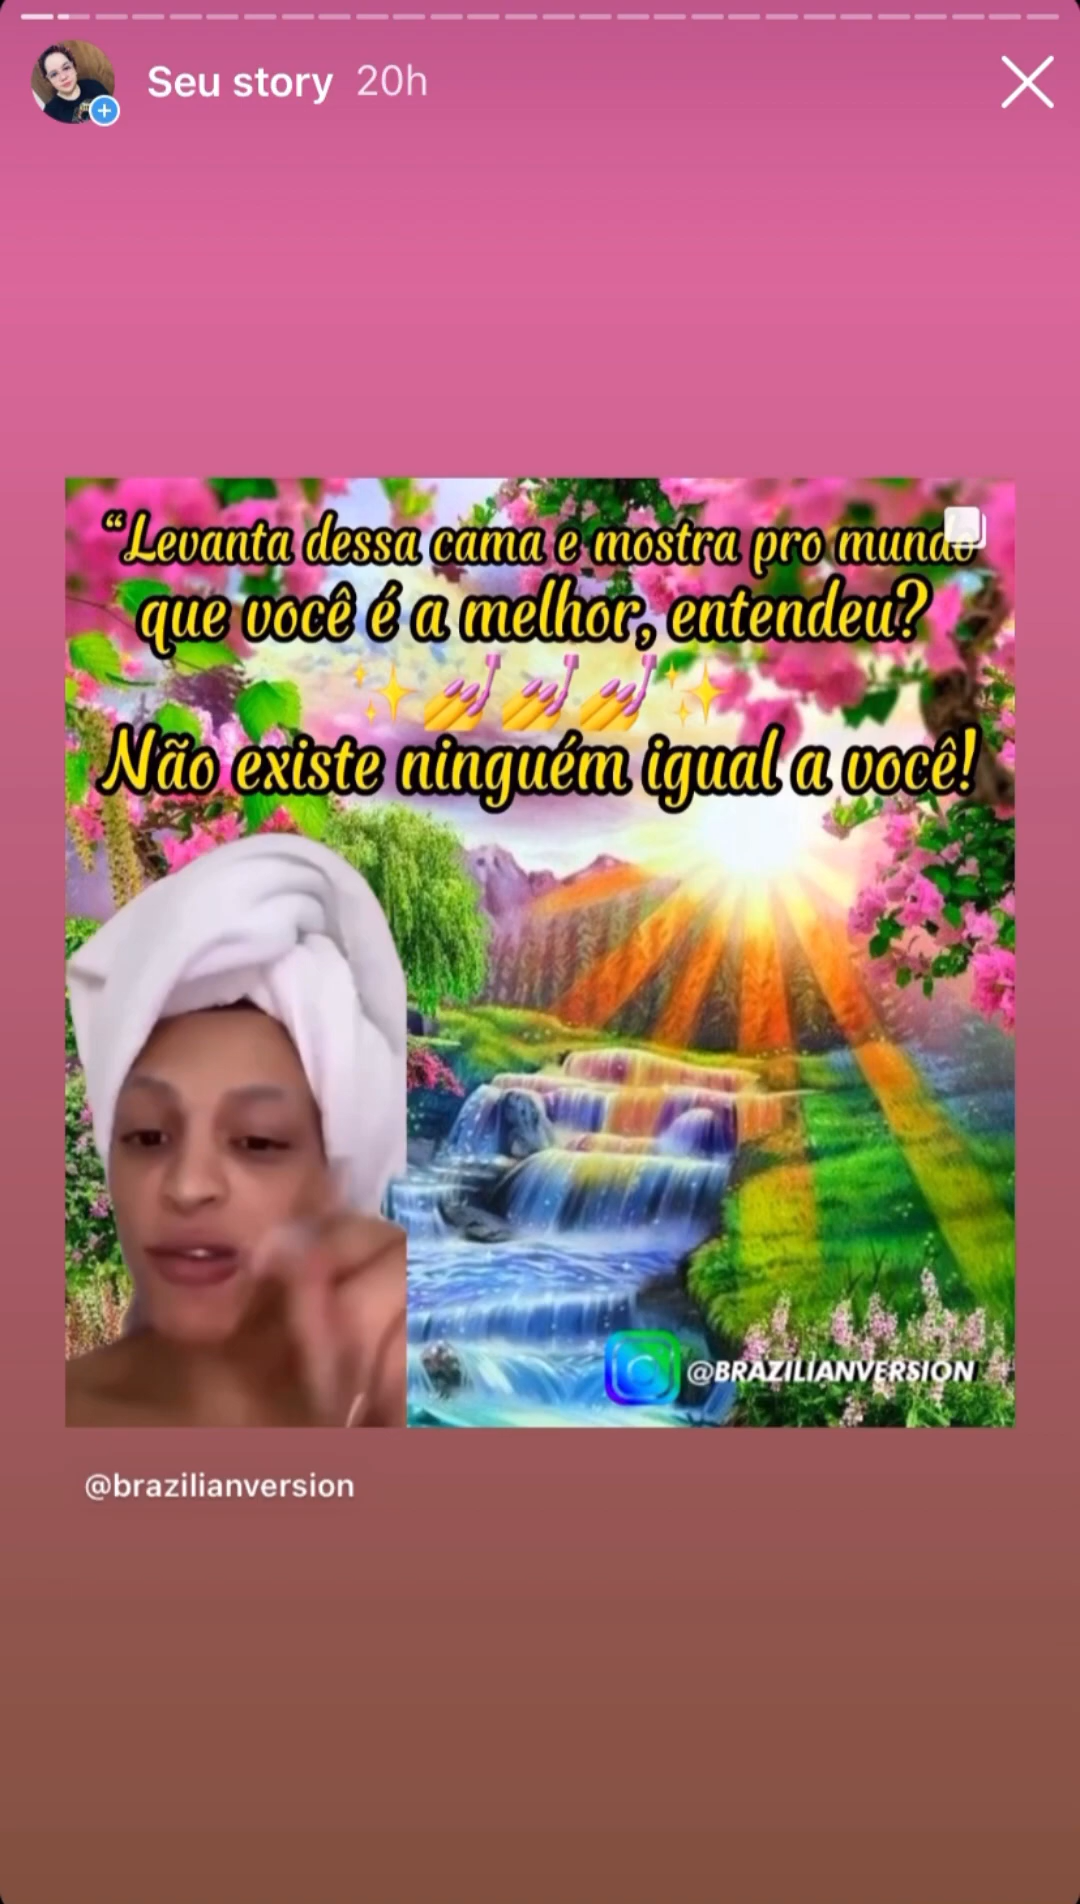 Seu story 20h
“Levanta dessa cama e mostra pro mundo
que você é a melhor, entendeu?
✨💅💅💅✨
Não existe ninguém igual a você!
@BRAZILIANVERSION
@brazilianversion